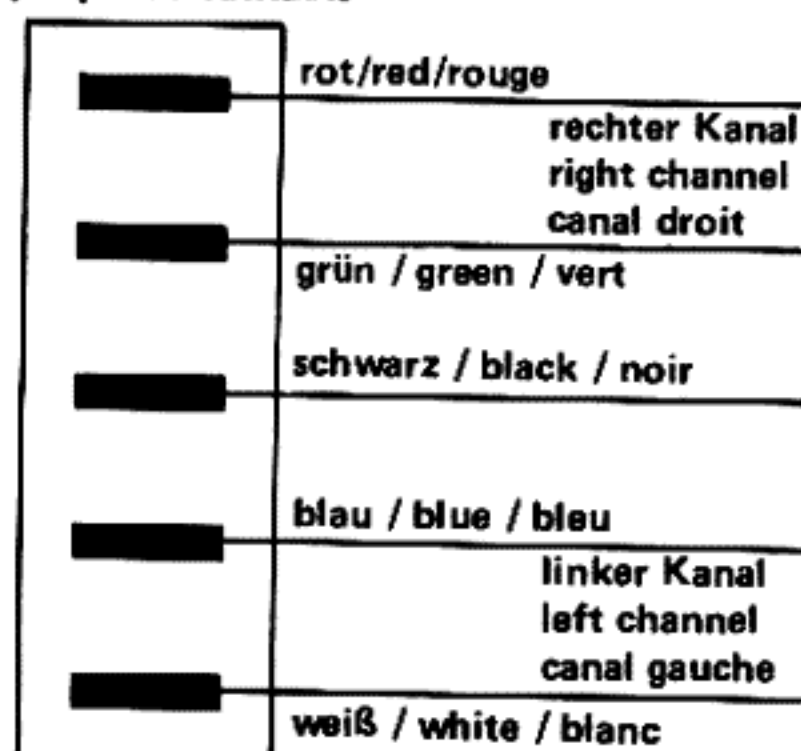 rot/red/rouge
rechter Kanal
right channel
canal droit
grün / green / vert
schwarz / black / noir
blau / blue / bleu
linker Kanal
left channel
canal gauche
weiß / white / blanc